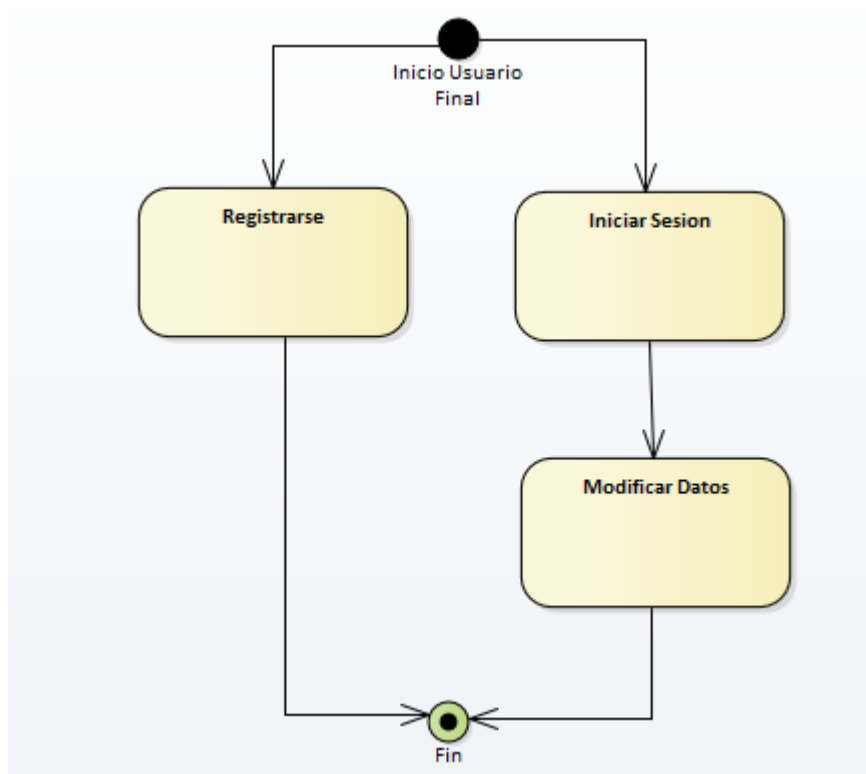 Inicio Usuario
Final
Registrarse
Iniciar Sesion
Modificar Datos
Fin